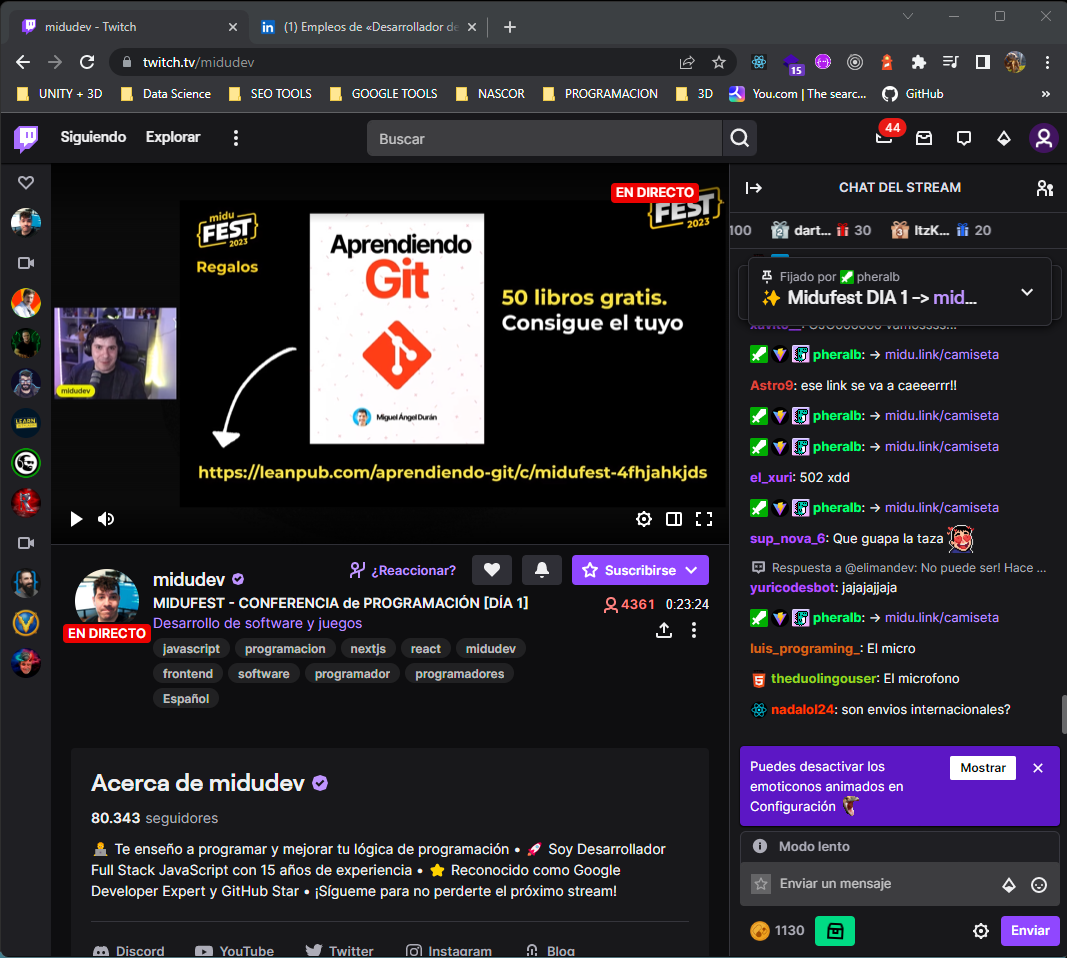 midudev - Twitch
(1) Empleos de «Desarrollador de
twitch.tv/midudev
15
UNITY + 3D
Data Science
SEO TOOLS
GOOGLE TOOLS
NASCOR
PROGRAMACION
3D
You.com | The searc...
GitHub
»
Siguiendo
Explorar
Buscar
44
EN DIRECTO
midu
FEST
2023
Regalos
FEST
2023
Aprendiendo
Git
Miguel Ángel Durán
50 libros gratis.
Consigue el tuyo
midudev
https://leanpub.com/aprendiendo-git/c/midufest-4fhjahkjds
LEARN
midudev
¿Reaccionar?
Suscribirse
MIDUFEST - CONFERENCIA de PROGRAMACIÓN [DÍA 1]
4361 0:23:24
Desarrollo de software y juegos
EN DIRECTO
javascript programacion nextjs react midudev
frontend software programador programadores
Español
Acerca de midudev
80.343 seguidores
Te enseño a programar y mejorar tu lógica de programación • Soy Desarrollador
Full Stack JavaScript con 15 años de experiencia • Reconocido como Google
Developer Expert y GitHub Star • ¡Sígueme para no perderte el próximo stream!
Discord YouTube Twitter Instagram Blog
CHAT DEL STREAM
100 2 dart... 30 3 ItzK... 20
Fijado por pheralb
Midufest DIA 1 -> mid...
pheralb: → midu.link/camiseta
Astro9: ese link se va a caeeerrr!!
pheralb: → midu.link/camiseta
pheralb: → midu.link/camiseta
el_xuri: 502 xdd
pheralb: → midu.link/camiseta
sup_nova_6: Que guapa la taza
Respuesta a @elimandev: No puede ser! Hace ...
yuricodesbot: jajajajjaja
pheralb: → midu.link/camiseta
luis_programing_: El micro
theduolingouser: El microfono
nadalol24: son envios internacionales?
Puedes desactivar los
emoticonos animados en
Configuración
Mostrar
Modo lento
Enviar un mensaje
1130
Enviar